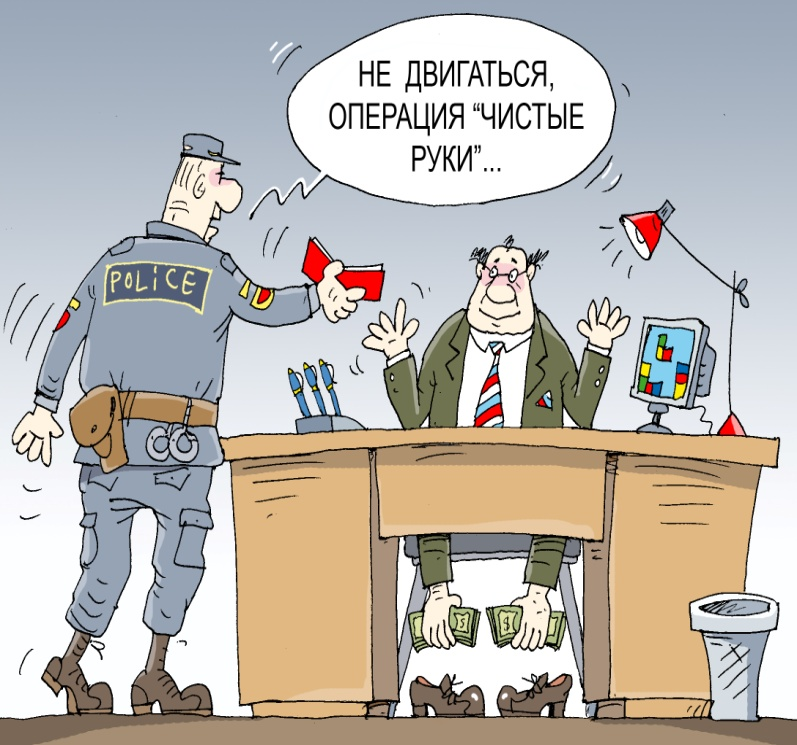 НЕ ДВИГАТЬСЯ,
ОПЕРАЦИЯ “ЧИСТЫЕ
РУКИ”...
POLICE
$
$